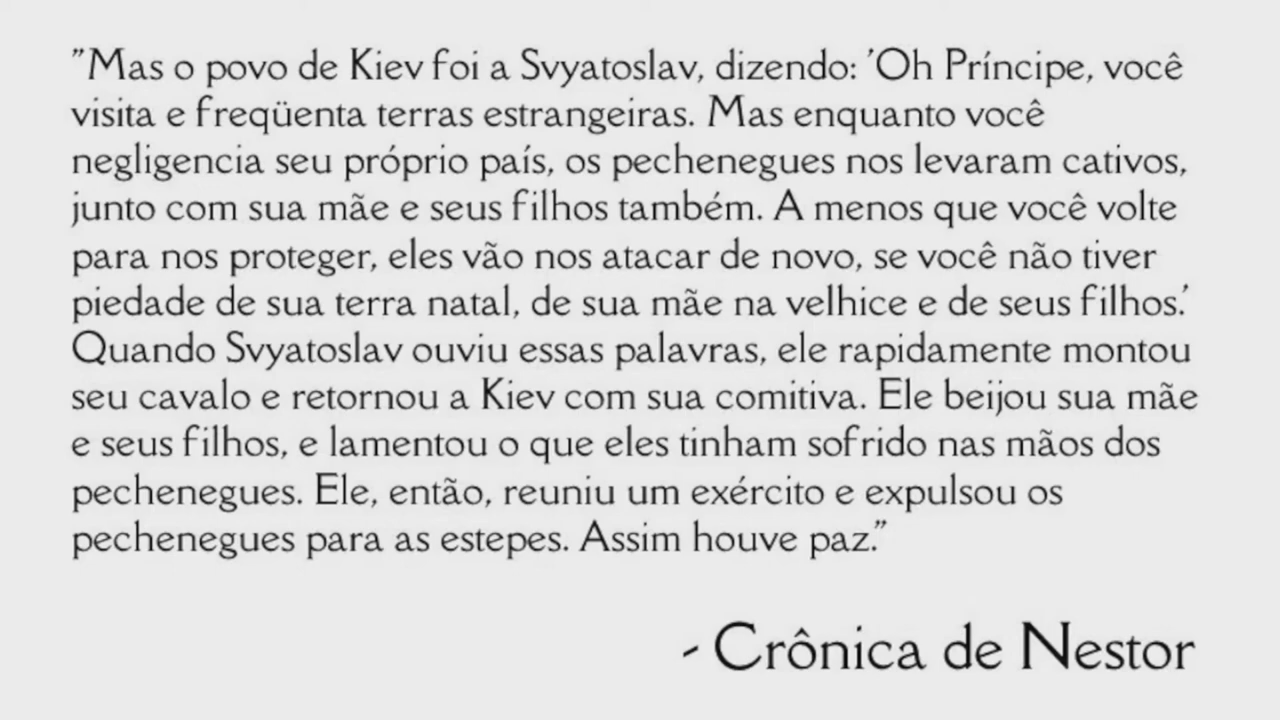 "Mas o povo de Kiev foi a Svyatoslav, dizendo: 'Oh Príncipe, você
visita e freqüenta terras estrangeiras. Mas enquanto você
negligencia seu próprio país, os pechenegues nos levaram cativos,
junto com sua mãe e seus filhos também. A menos que você volte
para nos proteger, eles vão nos atacar de novo, se você não tiver
piedade de sua terra natal, de sua mãe na velhice e de seus filhos.'
Quando Svyatoslav ouviu essas palavras, ele rapidamente montou
seu cavalo e retornou a Kiev com sua comitiva. Ele beijou sua mãe
e seus filhos, e lamentou o que eles tinham sofrido nas mãos dos
pechenegues. Ele, então, reuniu um exército e expulsou os
pechenegues para as estepes. Assim houve paz."
- Crônica de Nestor